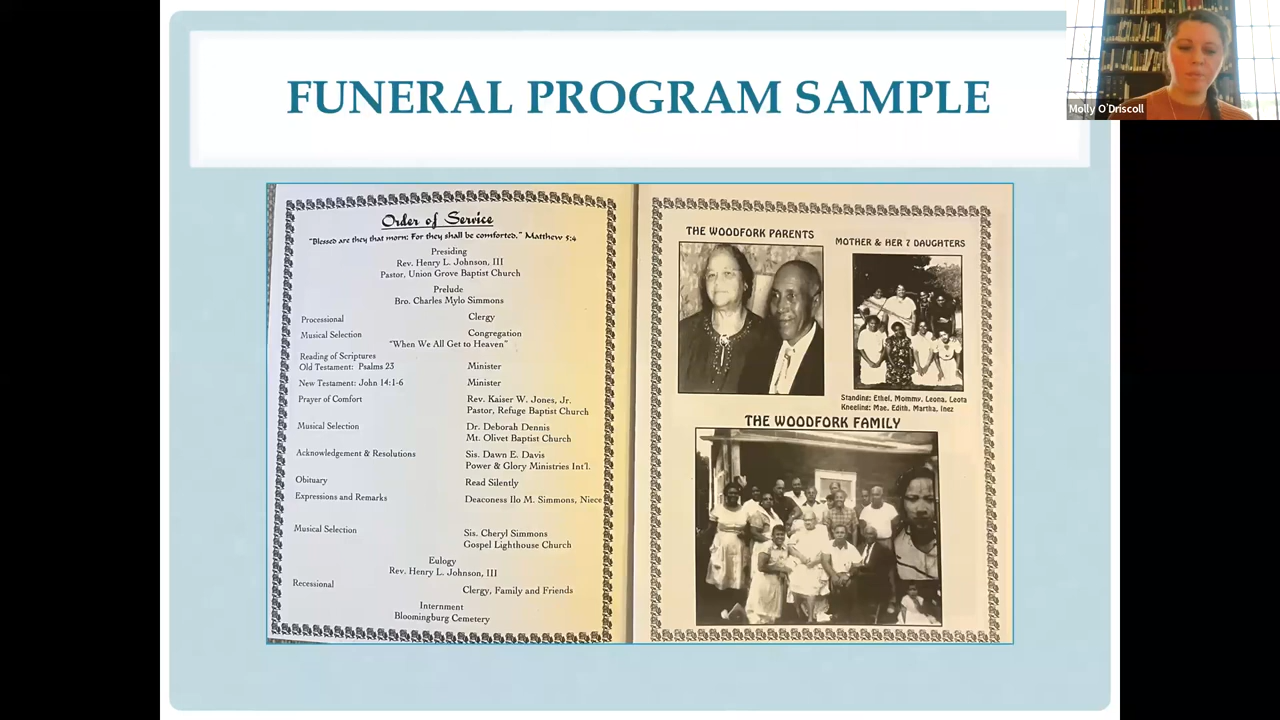 FUNERAL PROGRAM SAMPLE
Molly O'Driscoll
Order of Service
"Blessed are they that morn: For they shall be comforted." Matthew 5:4
Presiding
Rev. Henry L. Johnson, III
Pastor, Union Grove Baptist Church
Prelude
Bro. Charles Mylo Simmons
Processional Clergy
Musical Selection Congregation
"When We All Get to Heaven"
Reading of Scriptures
Old Testament: Psalms 23 Minister
New Testament: John 14:1-6 Minister
Prayer of Comfort Rev. Kaiser W. Jones, Jr.
Pastor, Refuge Baptist Church
Musical Selection Dr. Deborah Dennis
Mt. Olivet Baptist Church
Acknowledgement & Resolutions Sis. Dawn E. Davis
Power & Glory Ministries Int'l.
Obituary Read Silently
Expressions and Remarks Deaconess Ilo M. Simmons, Niece
Musical Selection Sis. Cheryl Simmons
Gospel Lighthouse Church
Eulogy
Rev. Henry L. Johnson, III
Recessional Clergy, Family and Friends
Internment
Bloomingburg Cemetery
THE WOODFORK PARENTS
MOTHER & HER 7 DAUGHTERS
Standing: Ethel, Mommy, Leona, Leota
Kneeling: Mae, Edith, Martha, Inez
THE WOODFORK FAMILY